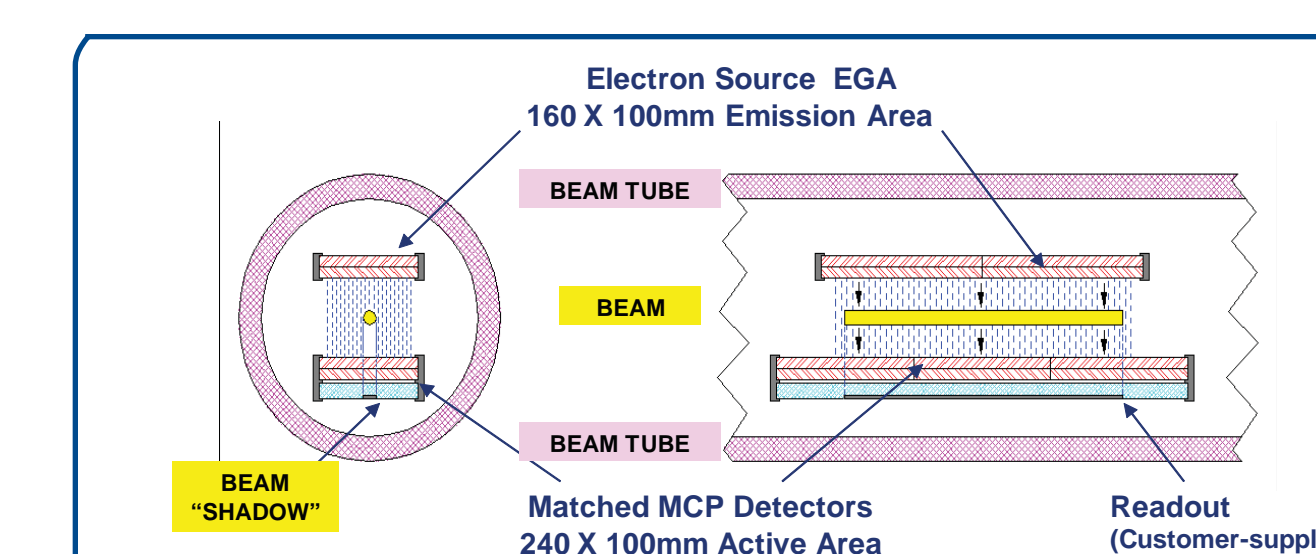 Electron Source EGA
160 X 100mm Emission Area
BEAM TUBE
BEAM
BEAM TUBE
BEAM
“SHADOW”
Matched MCP Detectors
240 X 100mm Active Area
Readout